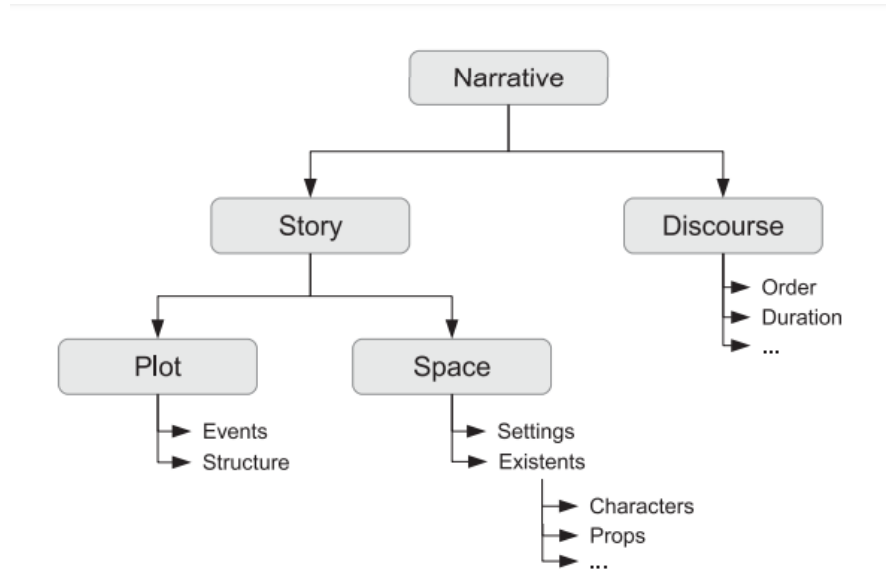 Narrative
Story
Discourse
Order
Duration
...
Plot
Space
Events
Structure
Settings
Existents
Characters
Props
...